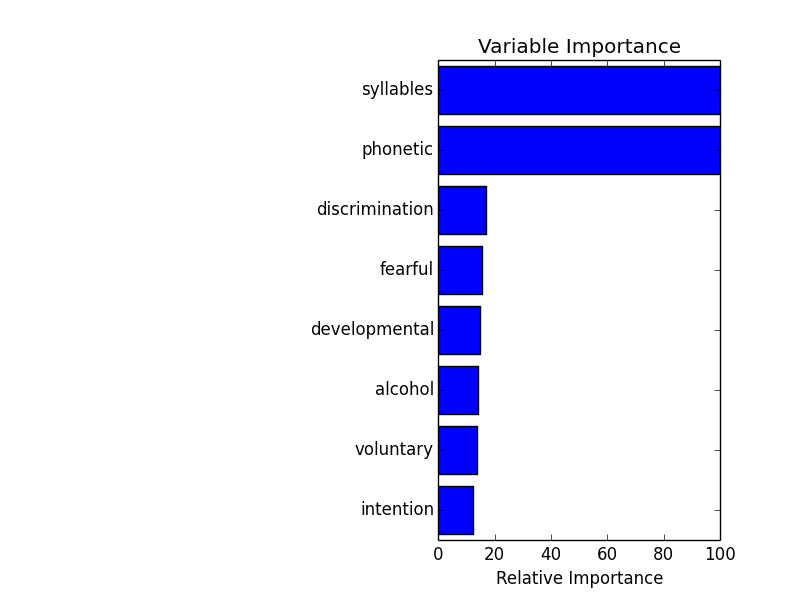 Variable Importance
syllables
phonetic
discrimination
fearful
developmental
alcohol
voluntary
intention
0 20 40 60 80 100
Relative Importance